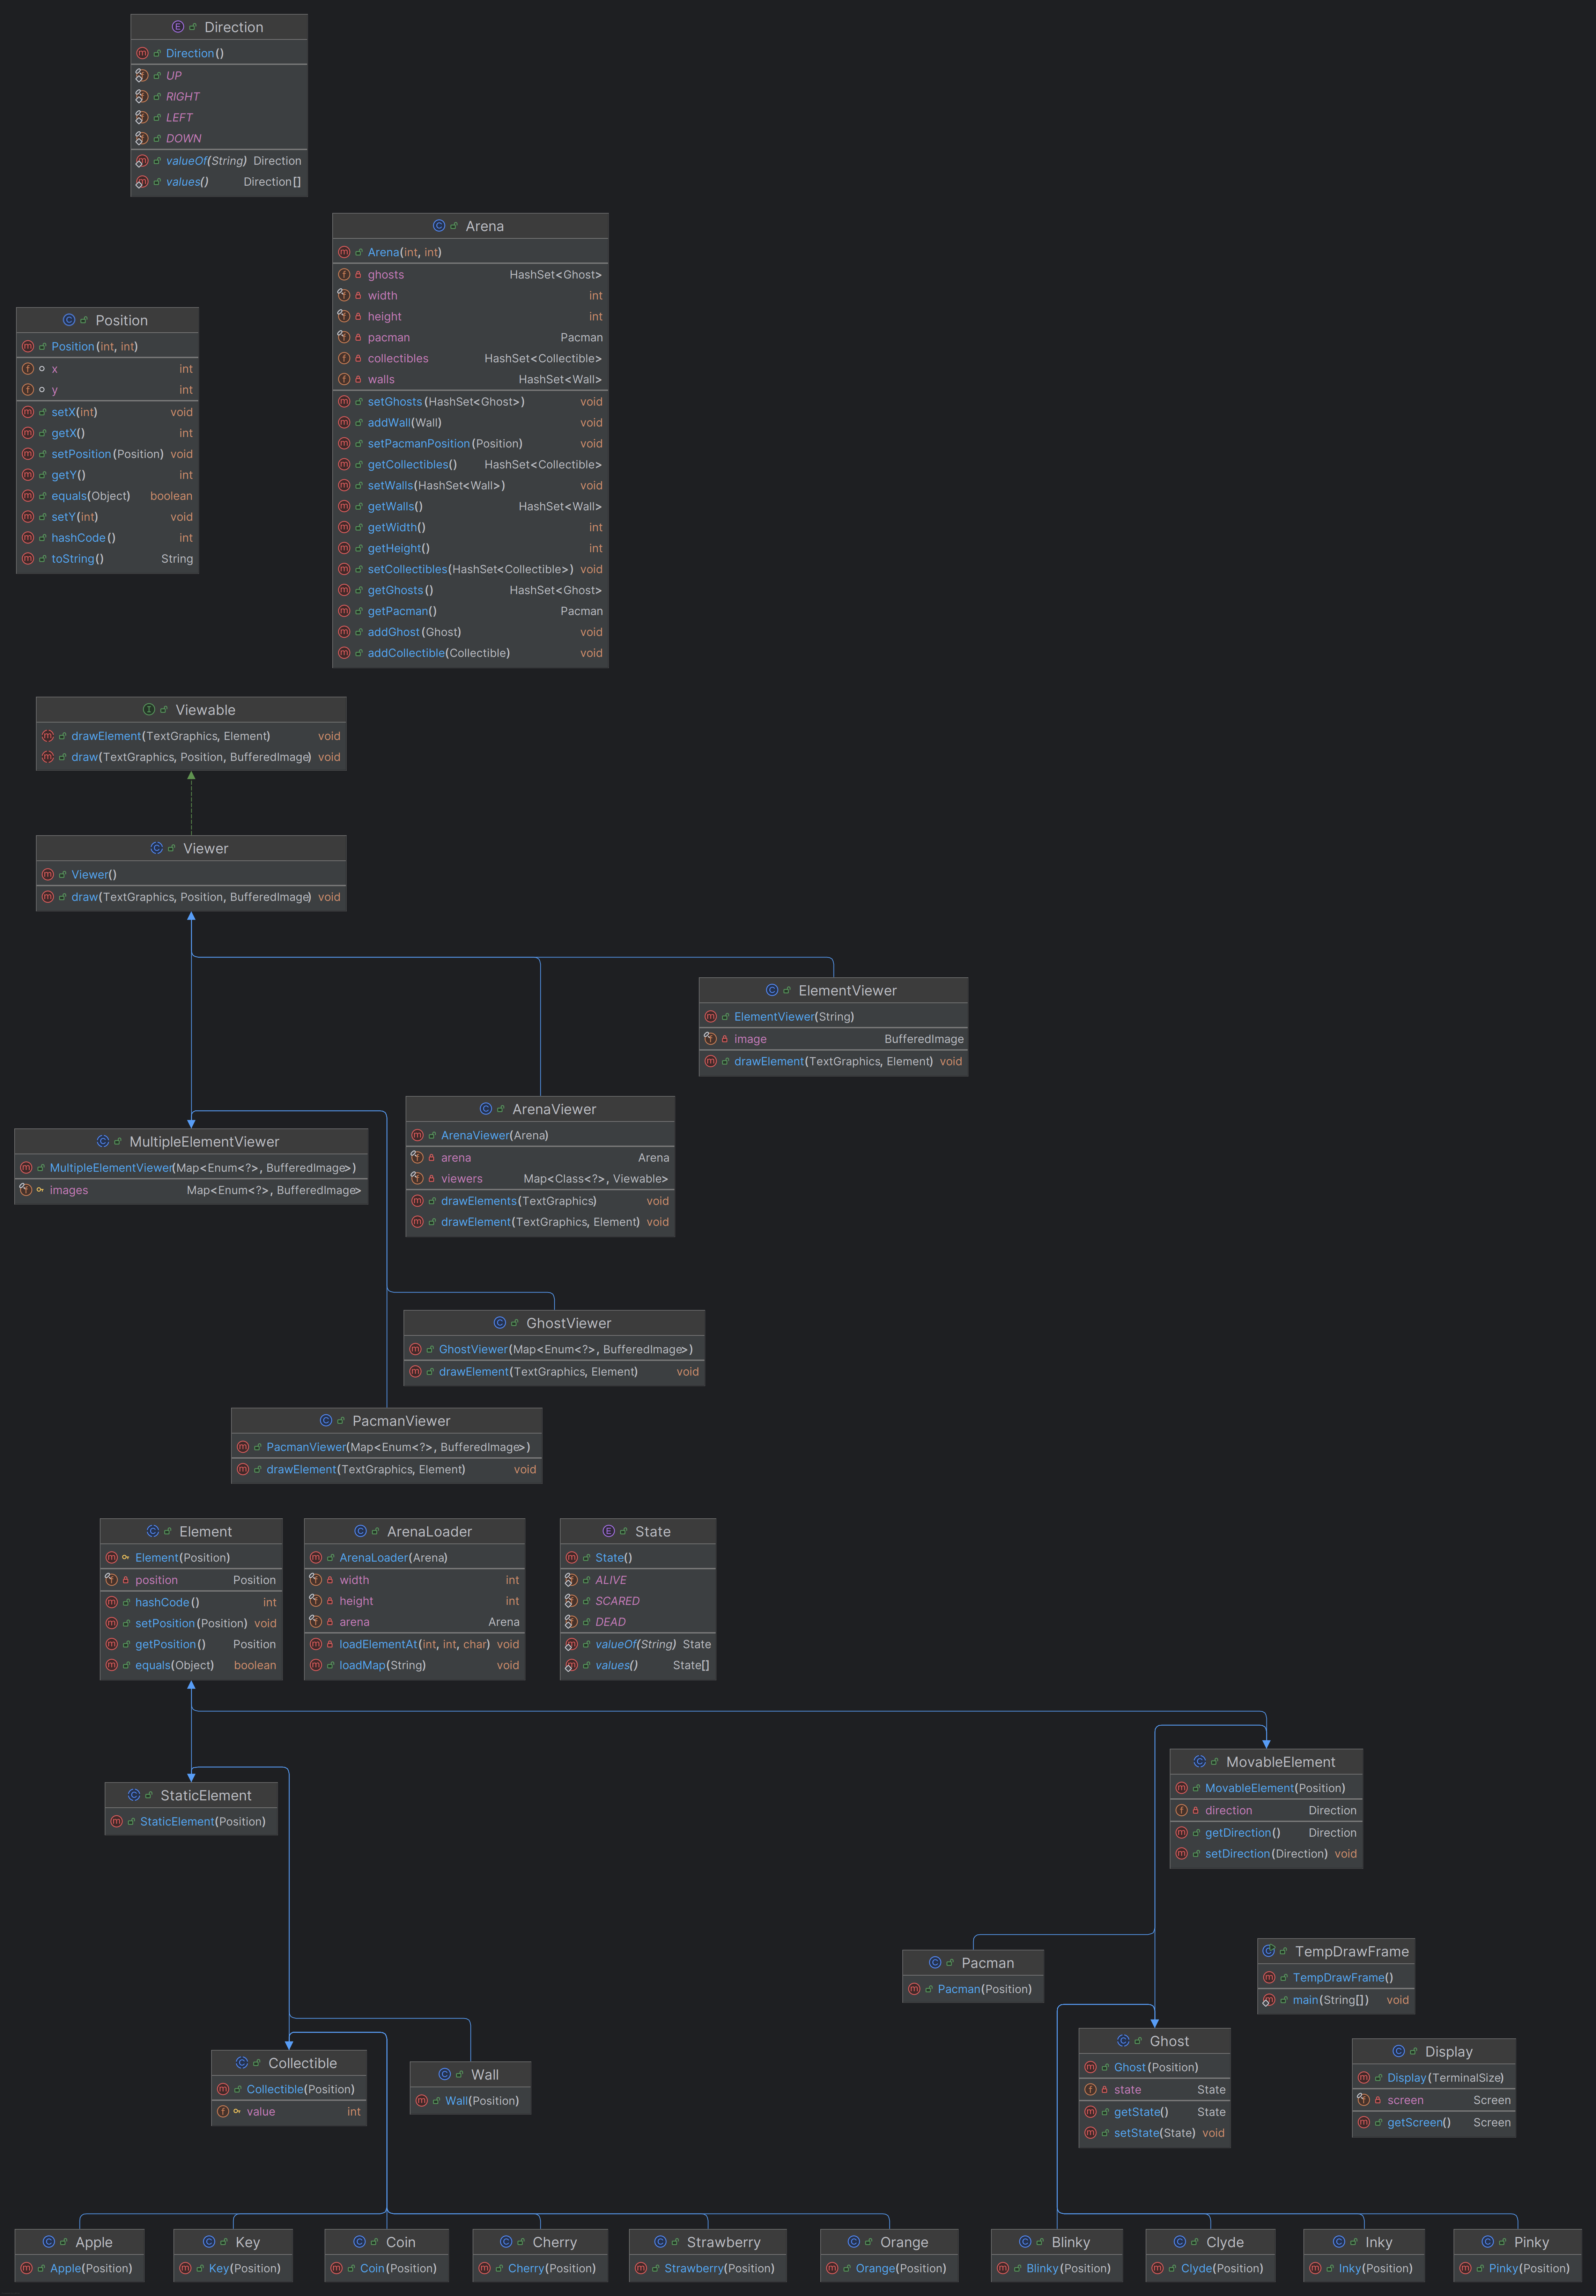 Direction
Direction()
UP
RIGHT
LEFT
DOWN
valueOf(String) Direction
values() Direction[]
Arena
Arena(int, int)
ghosts HashSet<Ghost>
width int
height int
pacman Pacman
collectibles HashSet<Collectible>
walls HashSet<Wall>
setGhosts(HashSet<Ghost>) void
addWall(Wall) void
setPacmanPosition(Position) void
getCollectibles() HashSet<Collectible>
setWalls(HashSet<Wall>) void
getWalls() HashSet<Wall>
getWidth() int
getHeight() int
setCollectibles(HashSet<Collectible>) void
getGhosts() HashSet<Ghost>
getPacman() Pacman
addGhost(Ghost) void
addCollectible(Collectible) void
Position
Position(int, int)
x int
y int
setX(int) void
getX() int
setPosition(Position) void
getY() int
equals(Object) boolean
setY(int) void
hashCode() int
toString() String
Viewable
drawElement(TextGraphics, Element) void
draw(TextGraphics, Position, BufferedImage) void
Viewer
Viewer()
draw(TextGraphics, Position, BufferedImage) void
ElementViewer
ElementViewer(String)
image BufferedImage
drawElement(TextGraphics, Element) void
ArenaViewer
ArenaViewer(Arena)
arena Arena
viewers Map<Class<?>, Viewable>
drawElements(TextGraphics) void
drawElement(TextGraphics, Element) void
MultipleElementViewer
MultipleElementViewer(Map<Enum<?>, BufferedImage>)
images Map<Enum<?>, BufferedImage>
GhostViewer
GhostViewer(Map<Enum<?>, BufferedImage>)
drawElement(TextGraphics, Element) void
PacmanViewer
PacmanViewer(Map<Enum<?>, BufferedImage>)
drawElement(TextGraphics, Element) void
Element
Element(Position)
position Position
hashCode() int
setPosition(Position) void
getPosition() Position
equals(Object) boolean
ArenaLoader
ArenaLoader(Arena)
width int
height int
arena Arena
loadElementAt(int, int, char) void
loadMap(String) void
State
State()
ALIVE
SCARED
DEAD
valueOf(String) State
values() State[]
StaticElement
StaticElement(Position)
MovableElement
MovableElement(Position)
direction Direction
getDirection() Direction
setDirection(Direction) void
Pacman
Pacman(Position)
TempDrawFrame
TempDrawFrame()
main(String[]) void
Collectible
Collectible(Position)
value int
Wall
Wall(Position)
Ghost
Ghost(Position)
state State
getState() State
setState(State) void
Display
Display(TerminalSize)
screen Screen
getScreen() Screen
Apple
Apple(Position)
Key
Key(Position)
Coin
Coin(Position)
Cherry
Cherry(Position)
Strawberry
Strawberry(Position)
Orange
Orange(Position)
Blinky
Blinky(Position)
Clyde
Clyde(Position)
Inky
Inky(Position)
Pinky
Pinky(Position)